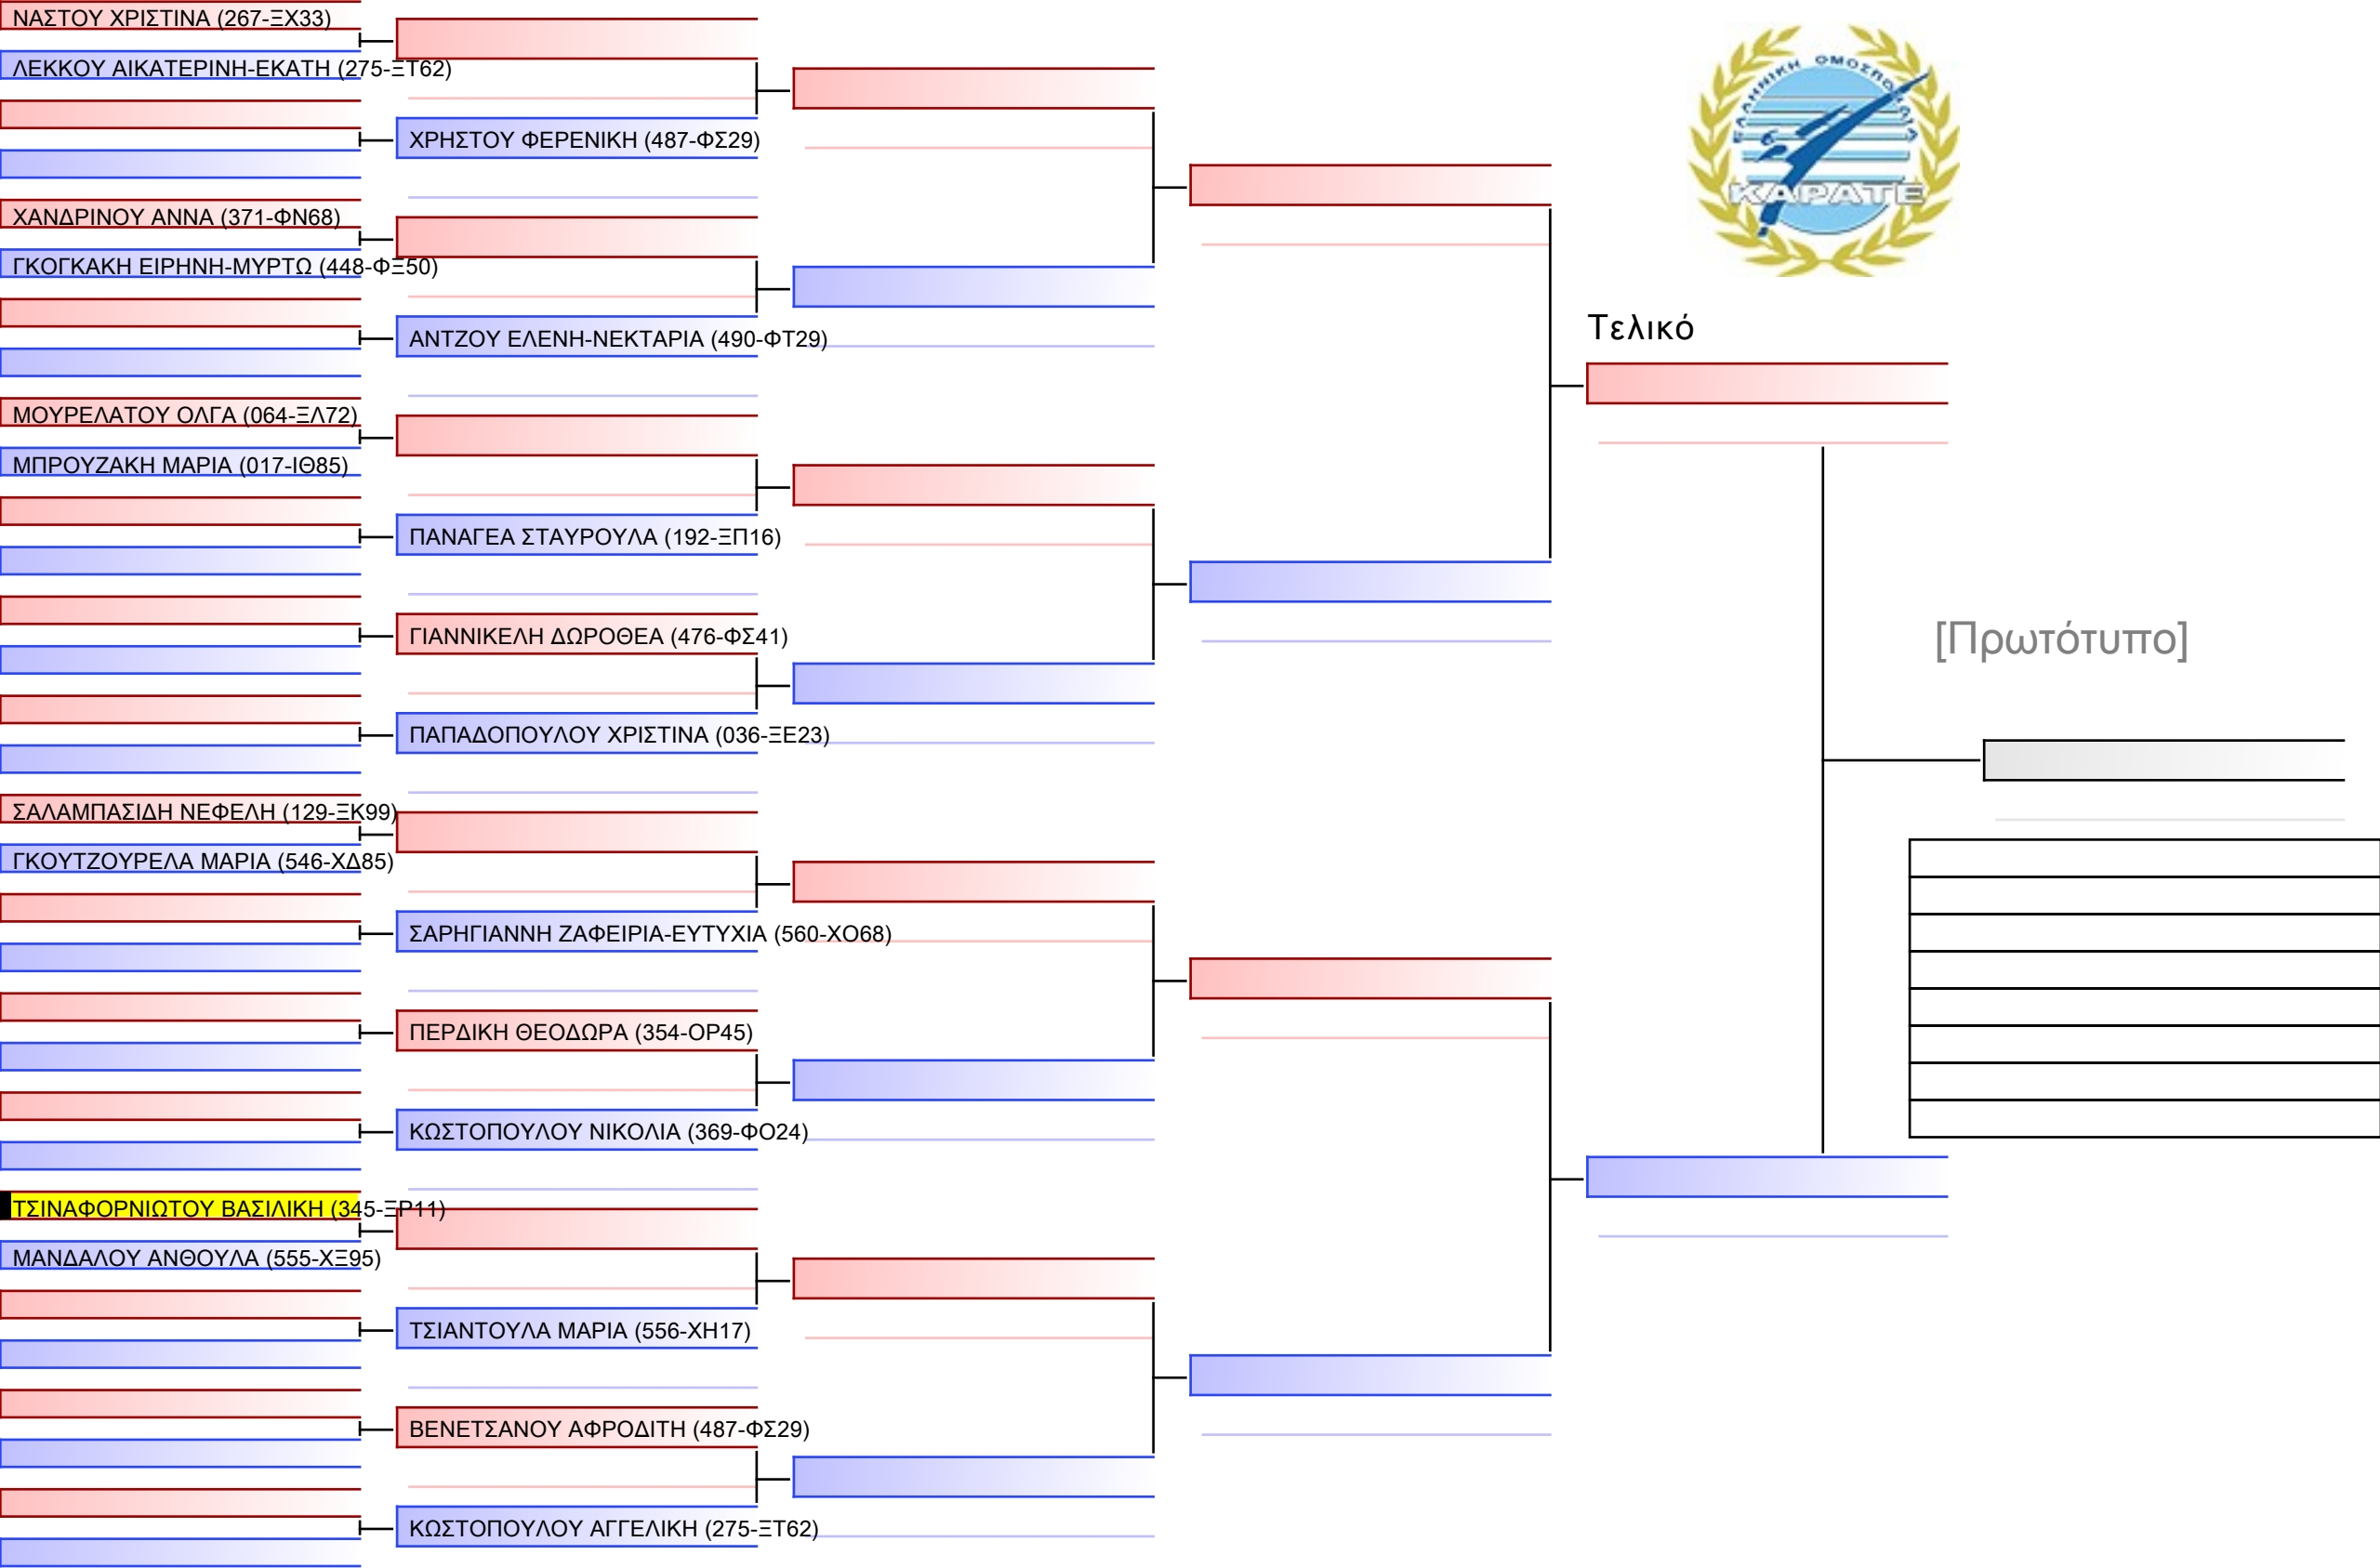 ΝΑΣΤΟΥ ΧΡΙΣΤΙΝΑ (267-ΞΧ33)
ΛΕΚΚΟΥ ΑΙΚΑΤΕΡΙΝΗ-ΕΚΑΤΗ (275-ΞΤ62)
ΧΡΗΣΤΟΥ ΦΕΡΕΝΙΚΗ (487-ΦΣ29)
ΧΑΝΔΡΙΝΟΥ ΑΝΝΑ (371-ΦΝ68)
ΓΚΟΓΚΑΚΗ ΕΙΡΗΝΗ-ΜΥΡΤΩ (448-ΦΞ50)
ΑΝΤΖΟΥ ΕΛΕΝΗ-ΝΕΚΤΑΡΙΑ (490-ΦΤ29)
ΜΟΥΡΕΛΑΤΟΥ ΟΛΓΑ (064-ΞΛ72)
ΜΠΡΟΥΖΑΚΗ ΜΑΡΙΑ (017-ΙΘ85)
ΠΑΝΑΓΕΑ ΣΤΑΥΡΟΥΛΑ (192-ΞΠ16)
ΓΙΑΝΝΙΚΕΛΗ ΔΩΡΟΘΕΑ (476-ΦΣ41)
ΠΑΠΑΔΟΠΟΥΛΟΥ ΧΡΙΣΤΙΝΑ (036-ΞΕ23)
ΣΑΛΑΜΠΑΣΙΔΗ ΝΕΦΕΛΗ (129-ΞΚ99)
ΓΚΟΥΤΖΟΥΡΕΛΑ ΜΑΡΙΑ (546-ΧΔ85)
ΣΑΡΗΓΙΑΝΝΗ ΖΑΦΕΙΡΙΑ-ΕΥΤΥΧΙΑ (560-ΧΟ68)
ΠΕΡΔΙΚΗ ΘΕΟΔΩΡΑ (354-ΟΡ45)
ΚΩΣΤΟΠΟΥΛΟΥ ΝΙΚΟΛΙΑ (369-ΦΟ24)
ΤΣΙΝΑΦΟΡΝΙΩΤΟΥ ΒΑΣΙΛΙΚΗ (345-ΞΡ11)
ΜΑΝΔΑΛΟΥ ΑΝΘΟΥΛΑ (555-ΧΞ95)
ΤΣΙΑΝΤΟΥΛΑ ΜΑΡΙΑ (556-ΧΗ17)
ΒΕΝΕΤΣΑΝΟΥ ΑΦΡΟΔΙΤΗ (487-ΦΣ29)
ΚΩΣΤΟΠΟΥΛΟΥ ΑΓΓΕΛΙΚΗ (275-ΞΤ62)
ΕΛΛΗΝΙΚΗ ΟΜΟΣΠΟΝΔΙΑ
ΚΑΡΑΤΕ
Τελικό
[Πρωτότυπο]